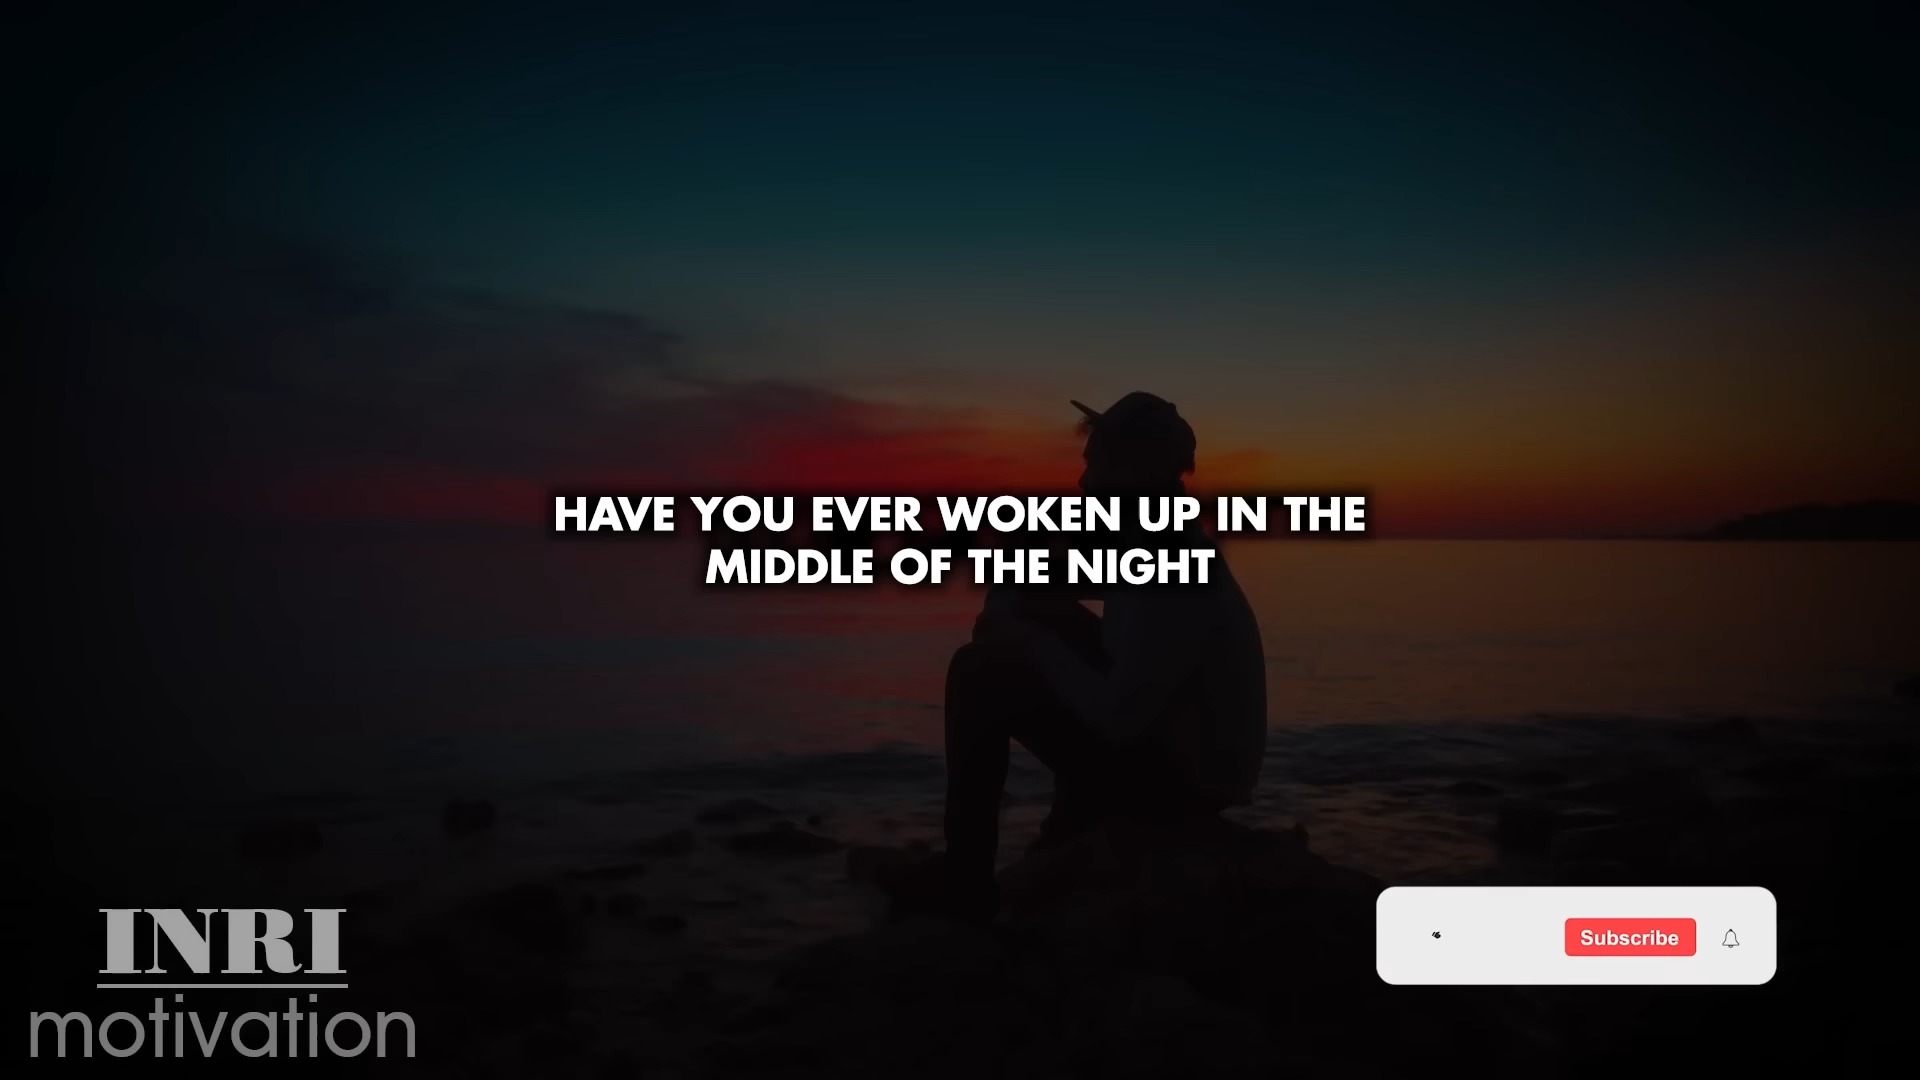 HAVE YOU EVER WOKEN UP IN THE
MIDDLE OF THE NIGHT
INRI
motivation
Subscribe